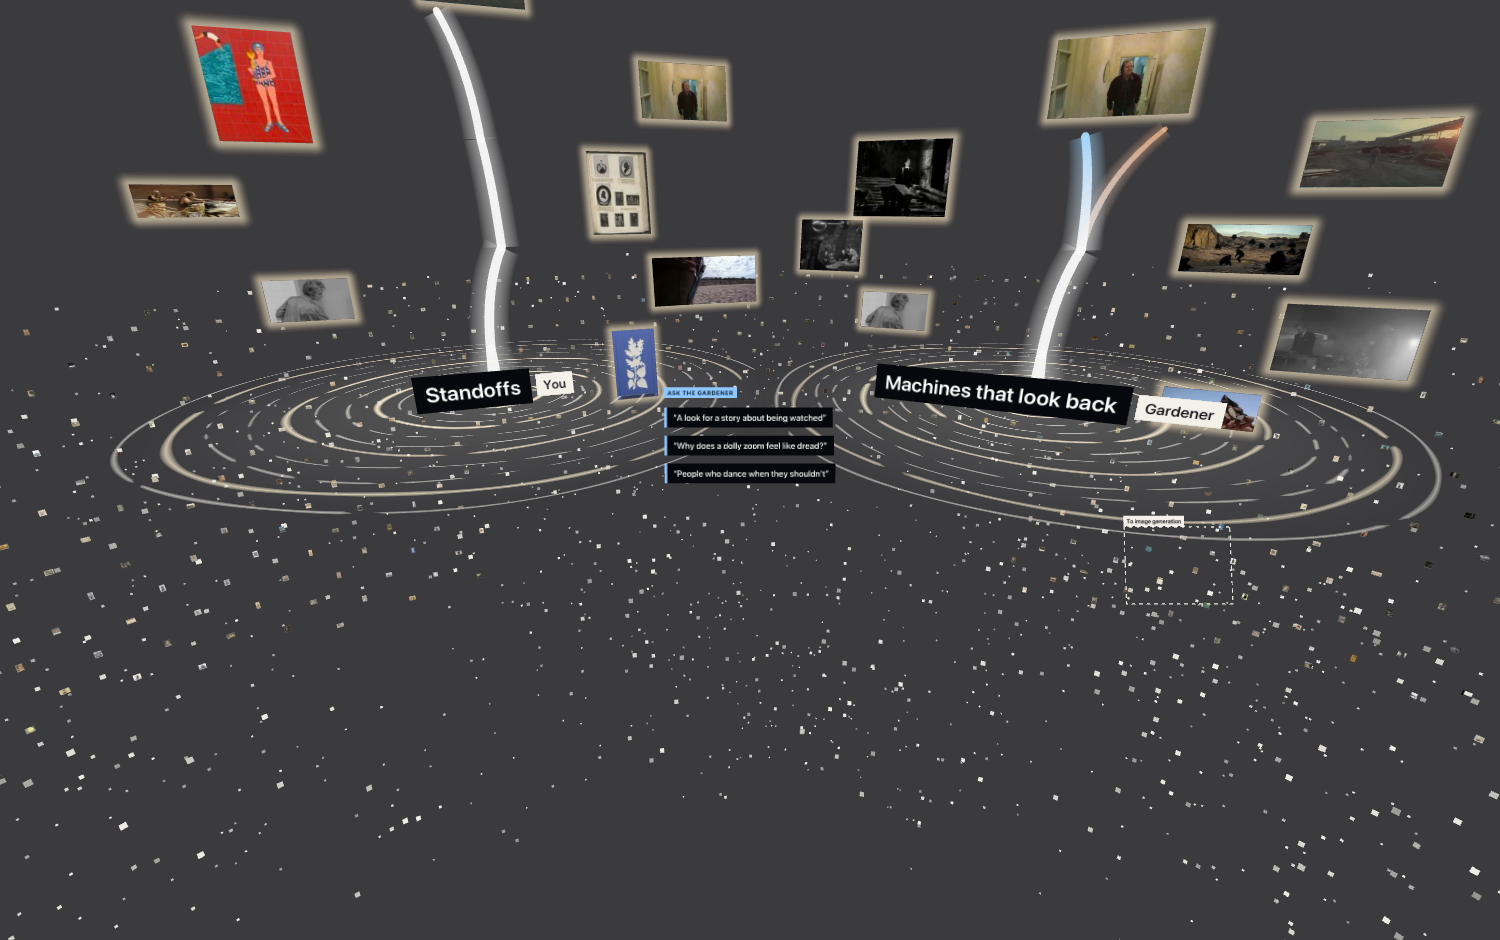 Standoffs
You
ASK THE GARDENER
"A look for a story about being watched"
"Why does a dolly zoom feel like dread?"
"People who dance when they shouldn't"
Machines that look back
Gardener
To image generation